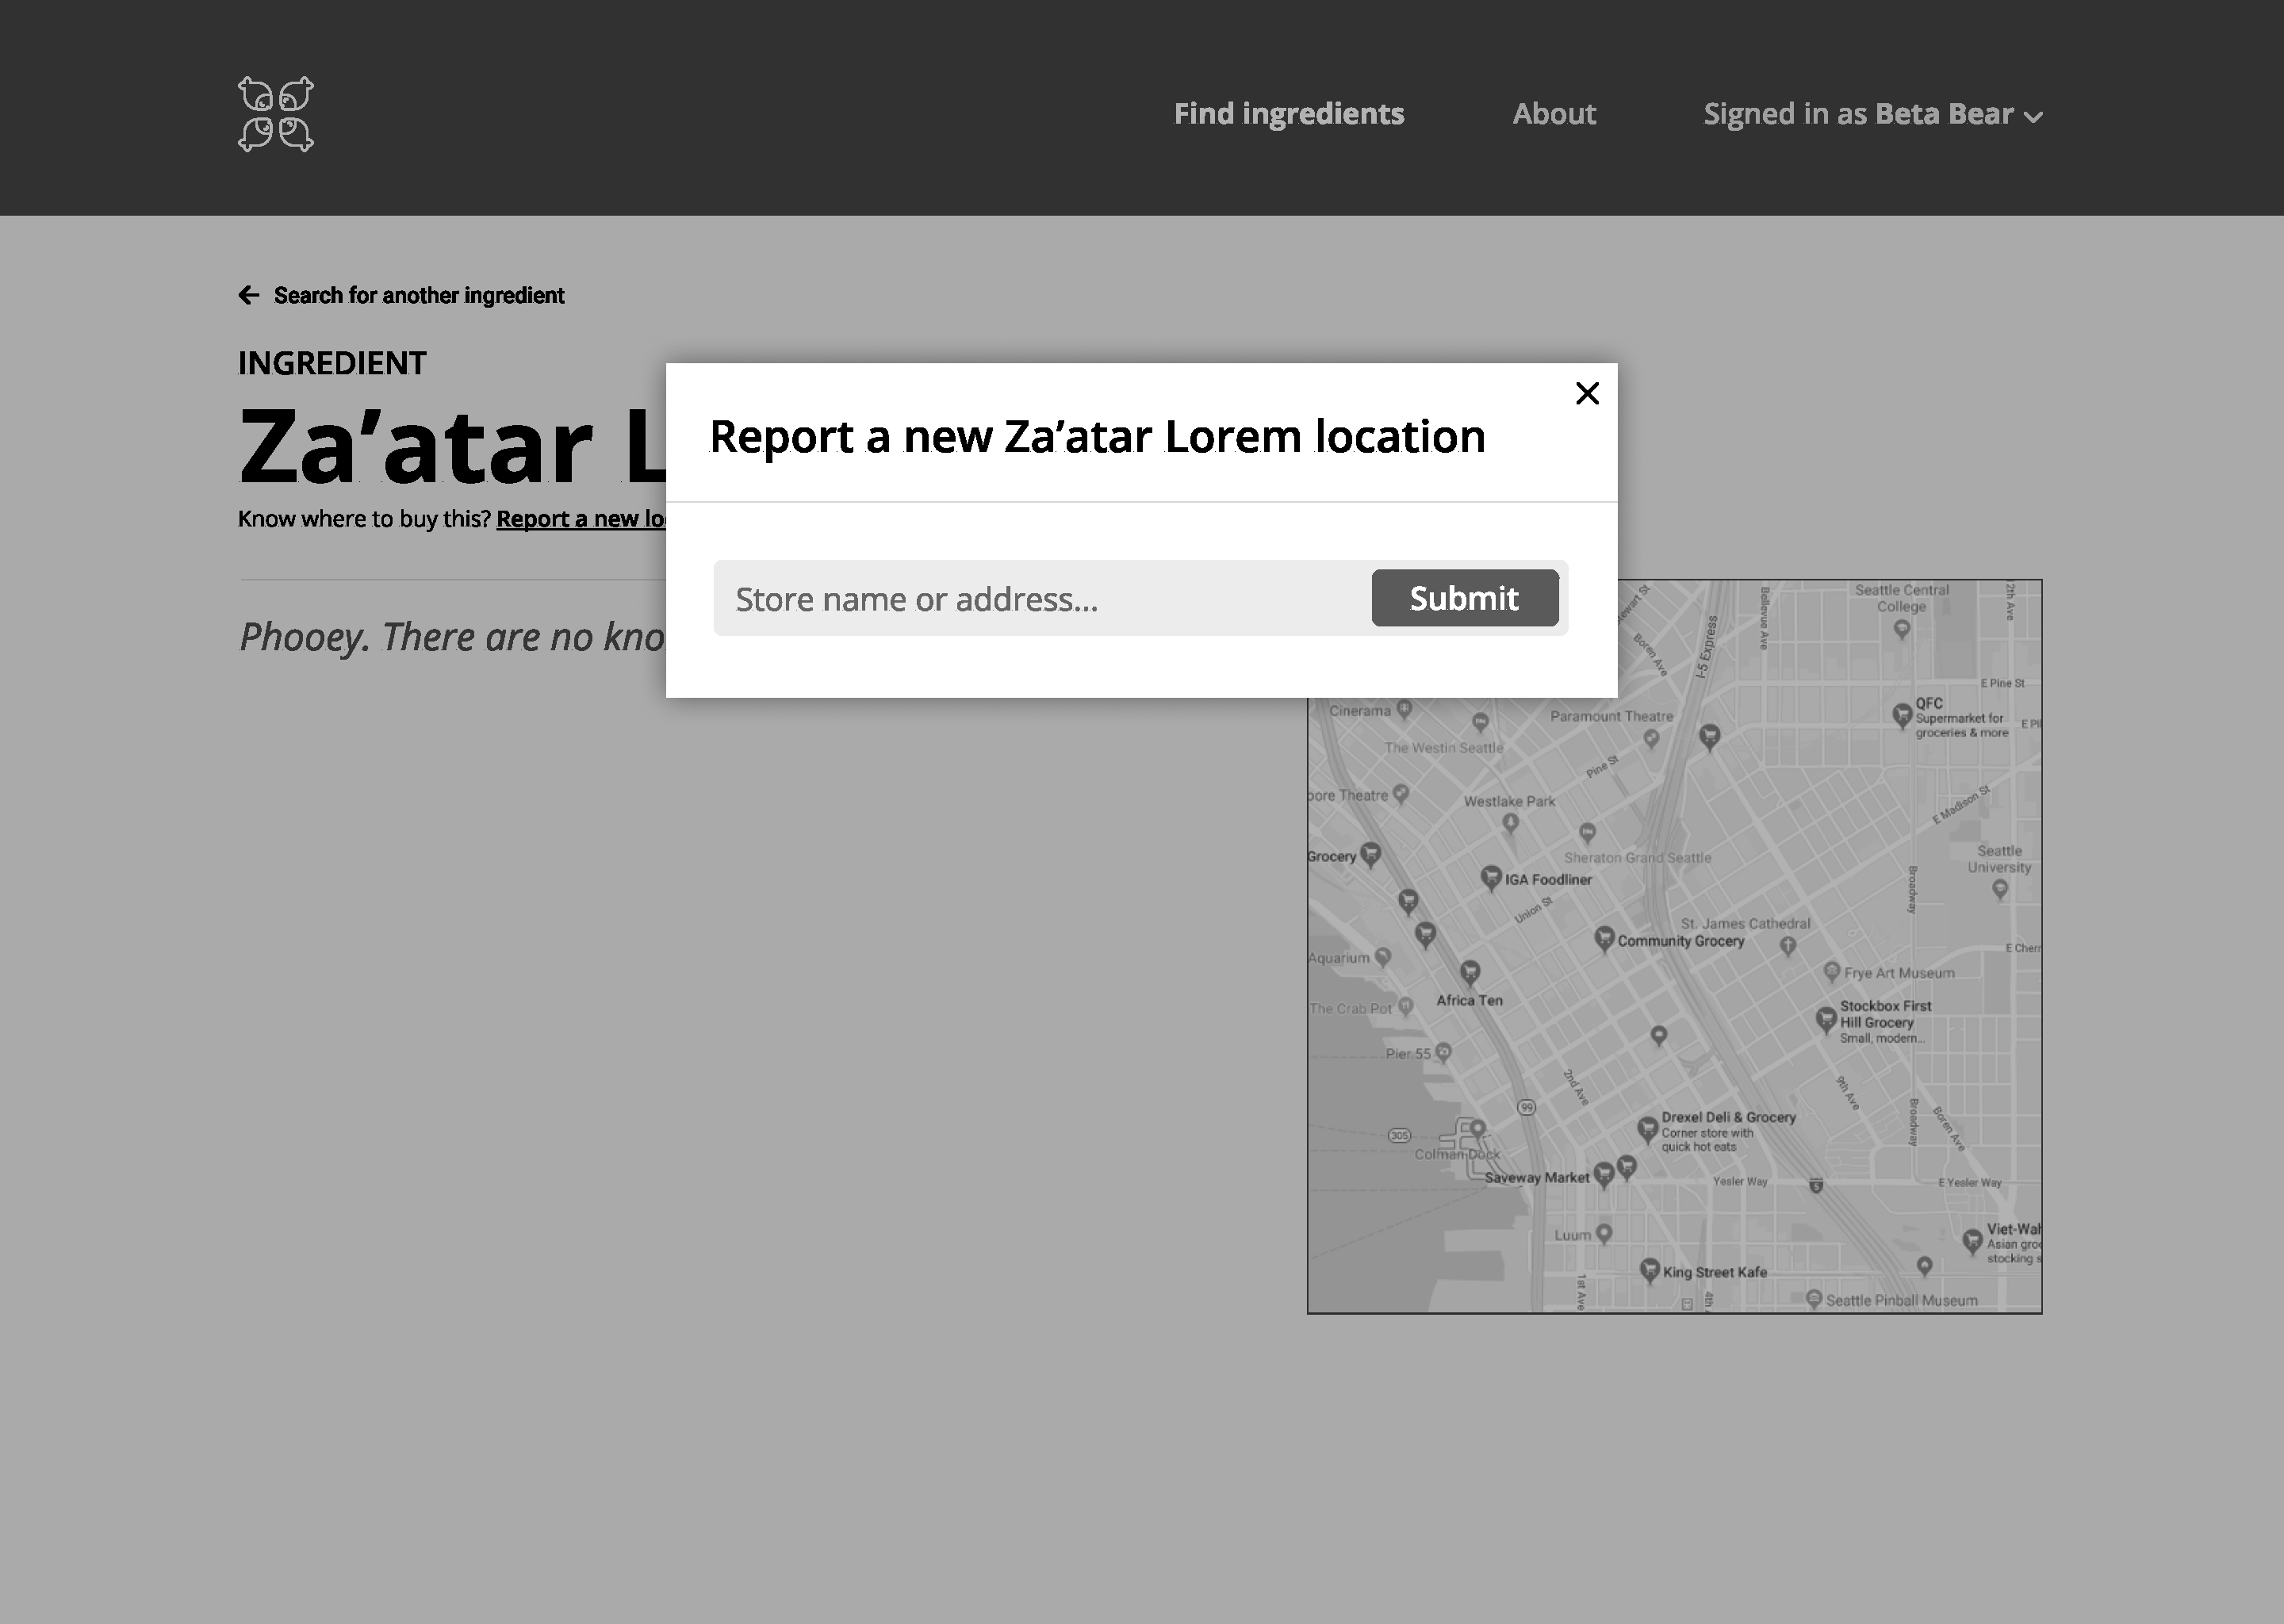 Find ingredients
About
Signed in as Beta Bear
Search for another ingredient
INGREDIENT
Za’atar L
Know where to buy this? Report a new lo
Phooey. There are no kno
Report a new Za’atar Lorem location
Store name or address...
Submit
Seattle Central
College
12th Ave
Bellevue Ave
Boren Ave
I-5 Express
E Pine St
QFC
Supermarket for
groceries & more
E Pi
Cinerama
Paramount Theatre
The Westin Seattle
Pine St
ore Theatre
Westlake Park
E Madison St
Grocery
Sheraton Grand Seattle
Seattle
University
IGA Foodliner
Broadway
Union St
St. James Cathedral
Community Grocery
E Cherr
Aquarium
Frye Art Museum
Africa Ten
The Crab Pot
Stockbox First
Hill Grocery
Small, modern...
Pier 55
2nd Ave
9th Ave
99
Drexel Deli & Grocery
Corner store with
quick hot eats
Broadway
Boren Ave
305
Colman Dock
Saveway Market
Yesler Way
5
E Yesler Way
Luum
Viet-Wah
Asian groc
stocking s
King Street Kafe
1st Ave
4th
Seattle Pinball Museum